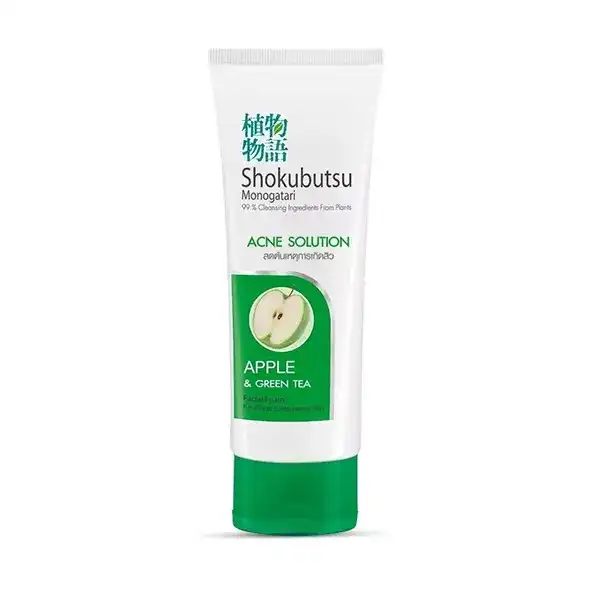 植物
物語
Shokubutsu
Monogatari
99 % Cleansing Ingredients From Plants
ACNE SOLUTION
ลดต้นเหตุการเกิดสิว
APPLE
& GREEN TEA
Facial Foam